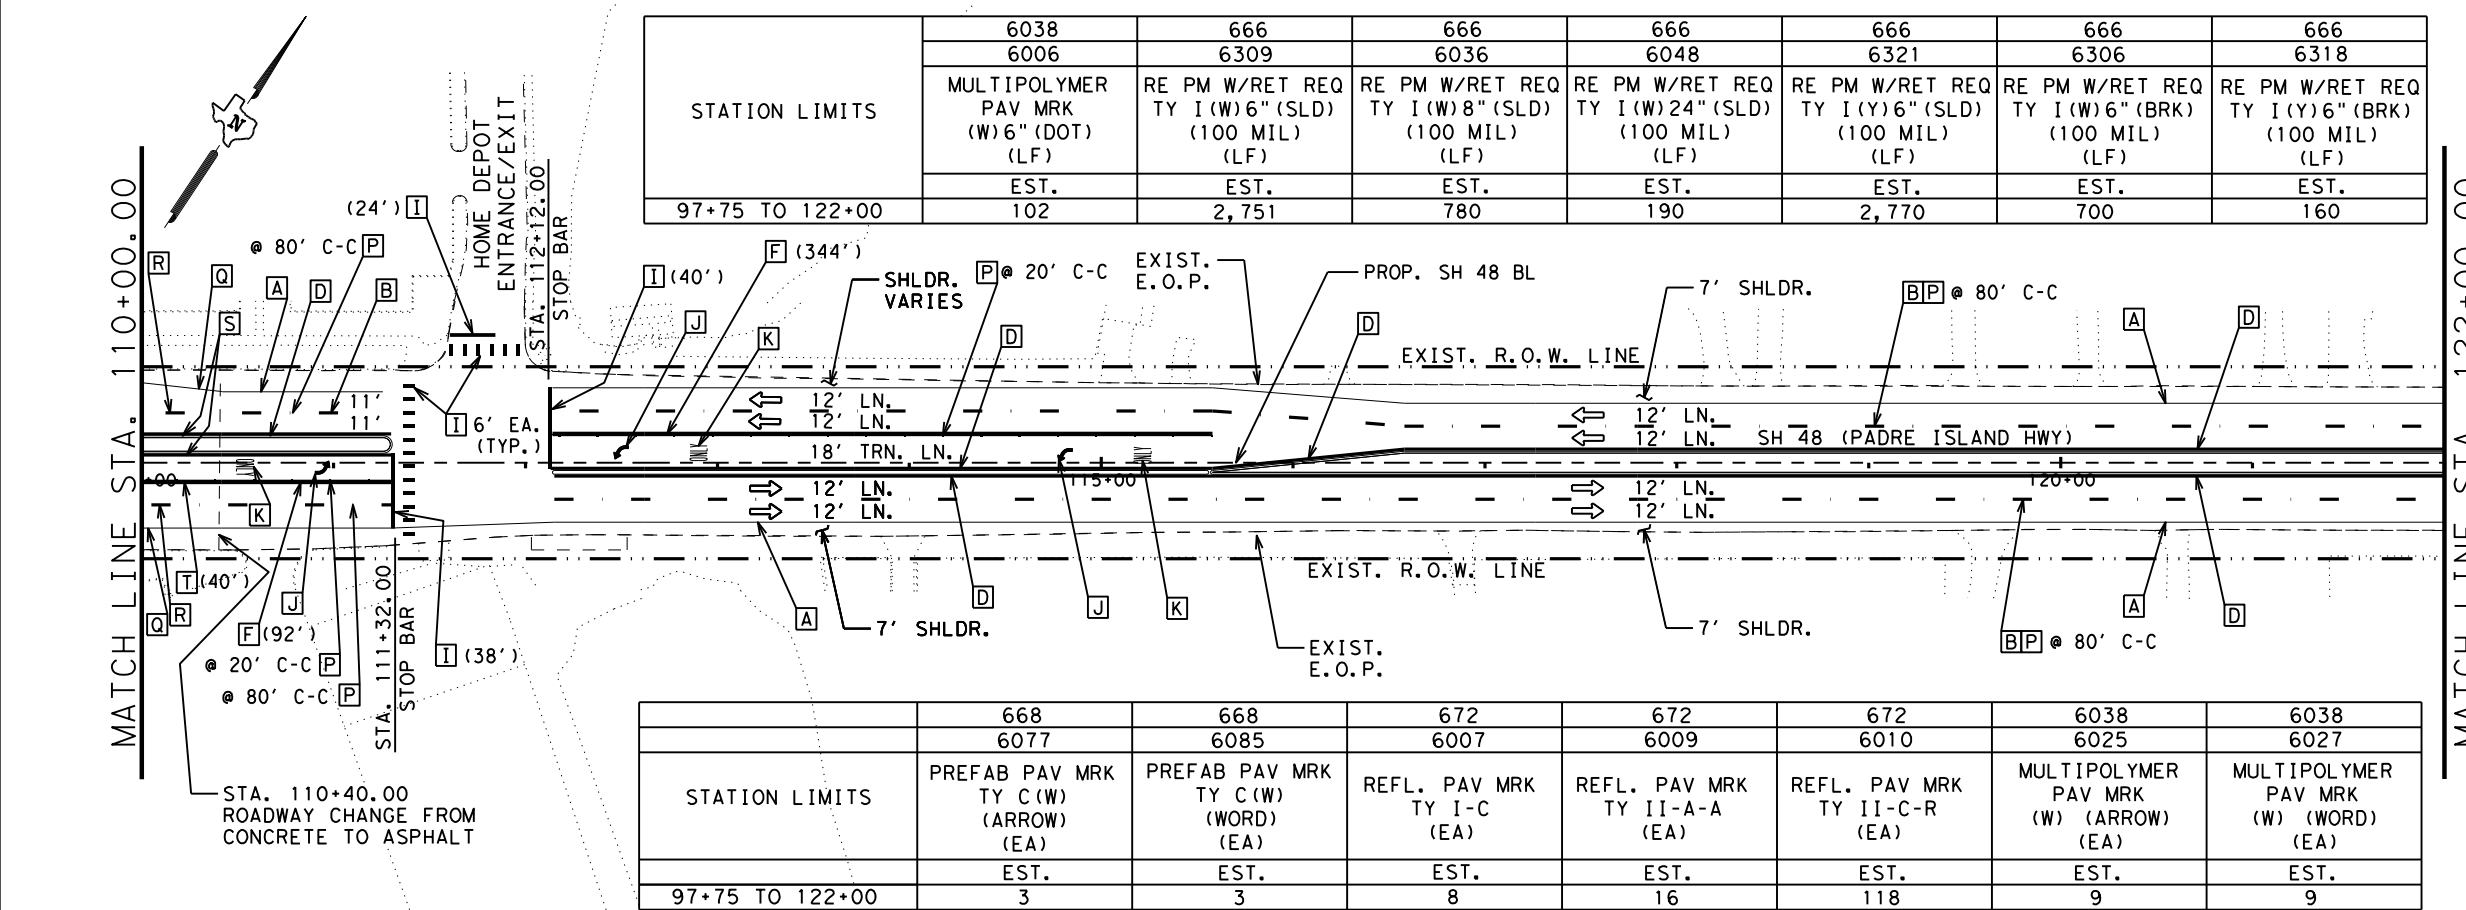 6038 666 666 666 666 666 666
6006 6309 6036 6048 6321 6306 6318
STATION LIMITS
MULTIPOLYMER PAV MRK (W)6"(DOT) (LF)
RE PM W/RET REQ TY I(W)6"(SLD) (100 MIL) (LF)
RE PM W/RET REQ TY I(W)8"(SLD) (100 MIL) (LF)
RE PM W/RET REQ TY I(W)24"(SLD) (100 MIL) (LF)
RE PM W/RET REQ TY I(Y)6"(SLD) (100 MIL) (LF)
RE PM W/RET REQ TY I(W)6"(BRK) (100 MIL) (LF)
RE PM W/RET REQ TY I(Y)6"(BRK) (100 MIL) (LF)
EST. EST. EST. EST. EST. EST. EST.
97+75 TO 122+00 102 2,751 780 190 2,770 700 160
N
MATCH LINE STA. 110+00.00
HOME DEPOT
ENTRANCE/EXIT
STA. 112+12.00
STOP BAR
(24') I
@ 80' C-C P
R
Q
A
D
B
S
I (40')
F (344')
J
K
SHLDR.
VARIES
P @ 20' C-C
D
EXIST.
E.O.P.
PROP. SH 48 BL
D
7' SHLDR.
BP @ 80' C-C
A
D
EXIST. R.O.W. LINE
11'
11'
I 6' EA.
(TYP.)
12' LN.
12' LN.
18' TRN. LN.
12' LN.
12' LN.
ONLY
ONLY
ONLY
12' LN.
12' LN.
SH 48 (PADRE ISLAND HWY)
12' LN.
12' LN.
+00
115+00
120+00
K
T (40')
J
Q
R
F (92')
@ 20' C-C P
@ 80' C-C P
STA. 111+32.00
STOP BAR
I (38')
A
7' SHLDR.
D
J
K
EXIST. R.O.W. LINE
EXIST.
E.O.P.
7' SHLDR.
BP @ 80' C-C
A
D
MATCH LINE STA. 122+00.00
STA. 110+40.00
ROADWAY CHANGE FROM
CONCRETE TO ASPHALT
668 668 672 672 672 6038 6038
6077 6085 6007 6009 6010 6025 6027
STATION LIMITS
PREFAB PAV MRK TY C(W) (ARROW) (EA)
PREFAB PAV MRK TY C(W) (WORD) (EA)
REFL. PAV MRK TY I-C (EA)
REFL. PAV MRK TY II-A-A (EA)
REFL. PAV MRK TY II-C-R (EA)
MULTIPOLYMER PAV MRK (W) (ARROW) (EA)
MULTIPOLYMER PAV MRK (W) (WORD) (EA)
EST. EST. EST. EST. EST. EST. EST.
97+75 TO 122+00 3 3 8 16 118 9 9